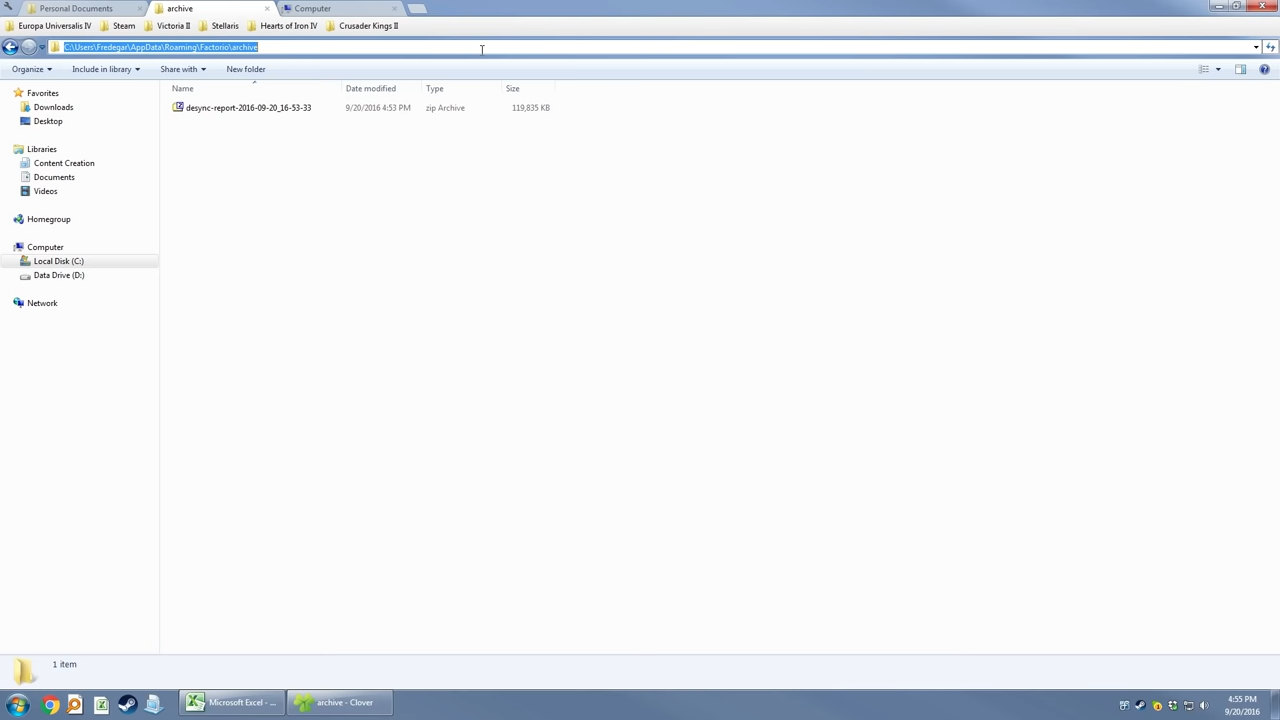 Personal Documents
archive
Computer
Europa Universalis IV
Steam
Victoria II
Stellaris
Hearts of Iron IV
Crusader Kings II
C:\Users\Fredegar\AppData\Roaming\Factorio\archive
Organize
Include in library
Share with
New folder
Name
Date modified
Type
Size
desync-report-2016-09-20_16-53-33
9/20/2016 4:53 PM
zip Archive
119,835 KB
Favorites
Downloads
Desktop
Libraries
Content Creation
Documents
Videos
Homegroup
Computer
Local Disk (C:)
Data Drive (D:)
Network
1 item
Microsoft Excel - ...
archive - Clover
4:55 PM
9/20/2016